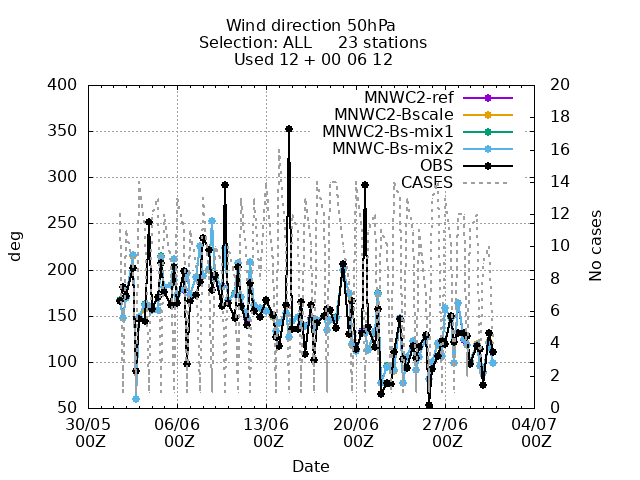 Wind direction 50hPa
Selection: ALL 23 stations
Used 12 + 00 06 12
400
350
300
250
200
150
100
50
deg
20
18
16
14
12
10
8
6
4
2
0
No cases
MNWC2-ref
MNWC2-Bscale
MNWC2-Bs-mix1
MNWC-Bs-mix2
OBS
CASES
30/05 06/06 13/06 20/06 27/06 04/07
00Z 00Z 00Z 00Z 00Z 00Z
Date